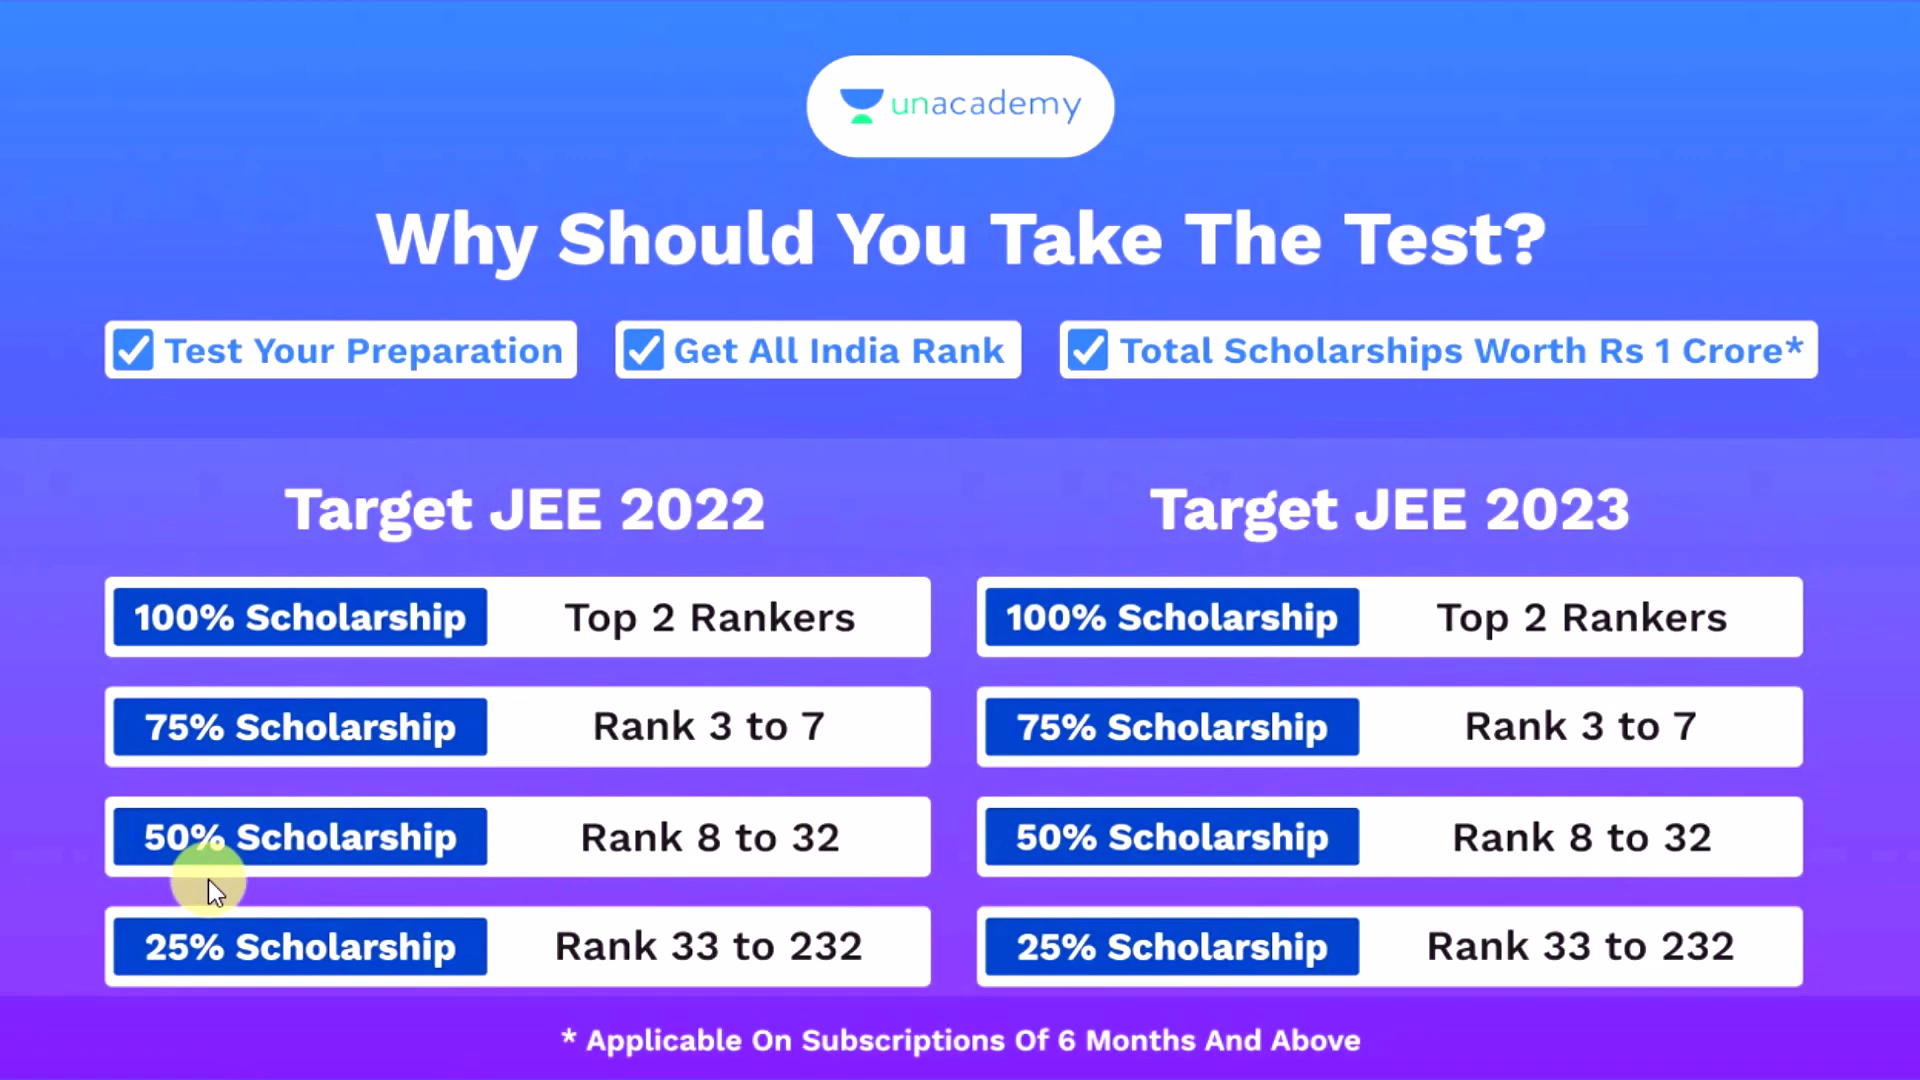 unacademy
Why Should You Take The Test?
Test Your Preparation
Get All India Rank
Total Scholarships Worth Rs 1 Crore*
Target JEE 2022
100% Scholarship Top 2 Rankers
75% Scholarship Rank 3 to 7
50% Scholarship Rank 8 to 32
25% Scholarship Rank 33 to 232
Target JEE 2023
100% Scholarship Top 2 Rankers
75% Scholarship Rank 3 to 7
50% Scholarship Rank 8 to 32
25% Scholarship Rank 33 to 232
* Applicable On Subscriptions Of 6 Months And Above